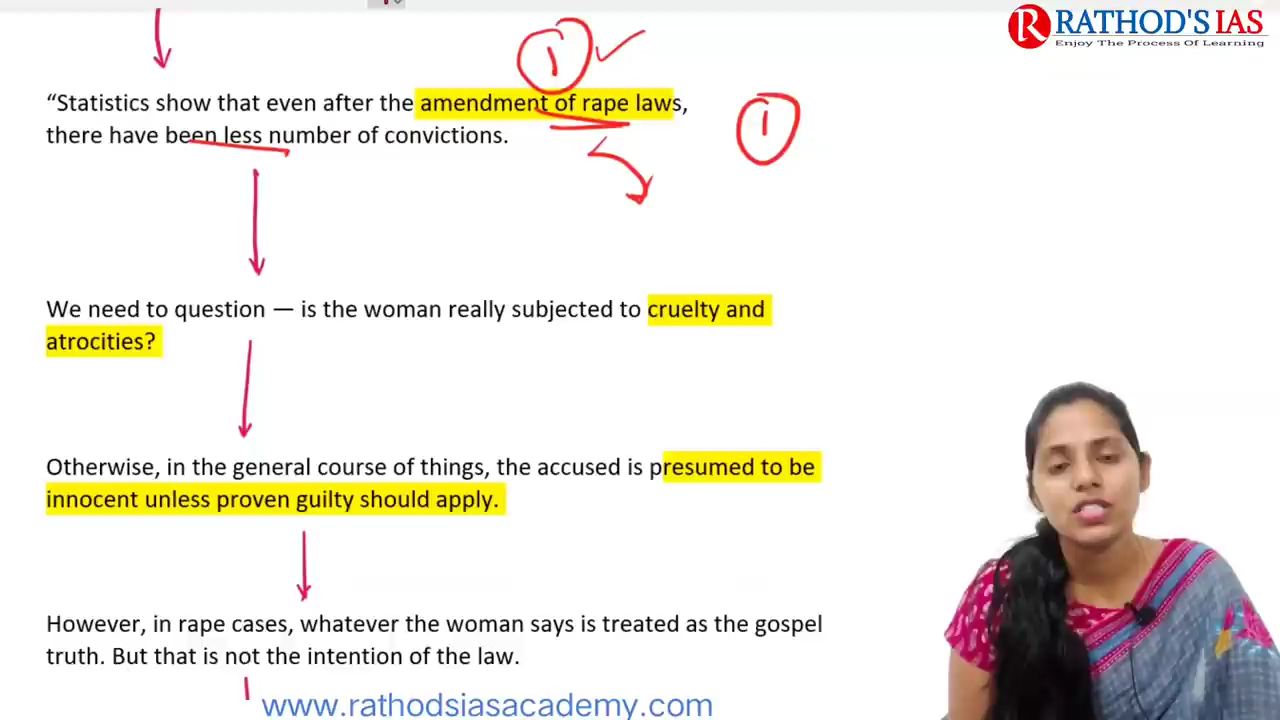 RATHOD'S IAS
Enjoy The Process Of Learning
1
“Statistics show that even after the amendment of rape laws,
1
there have been less number of convictions.
We need to question — is the woman really subjected to cruelty and
atrocities?
Otherwise, in the general course of things, the accused is presumed to be
innocent unless proven guilty should apply.
However, in rape cases, whatever the woman says is treated as the gospel
truth. But that is not the intention of the law.
www.rathodsiasacademy.com